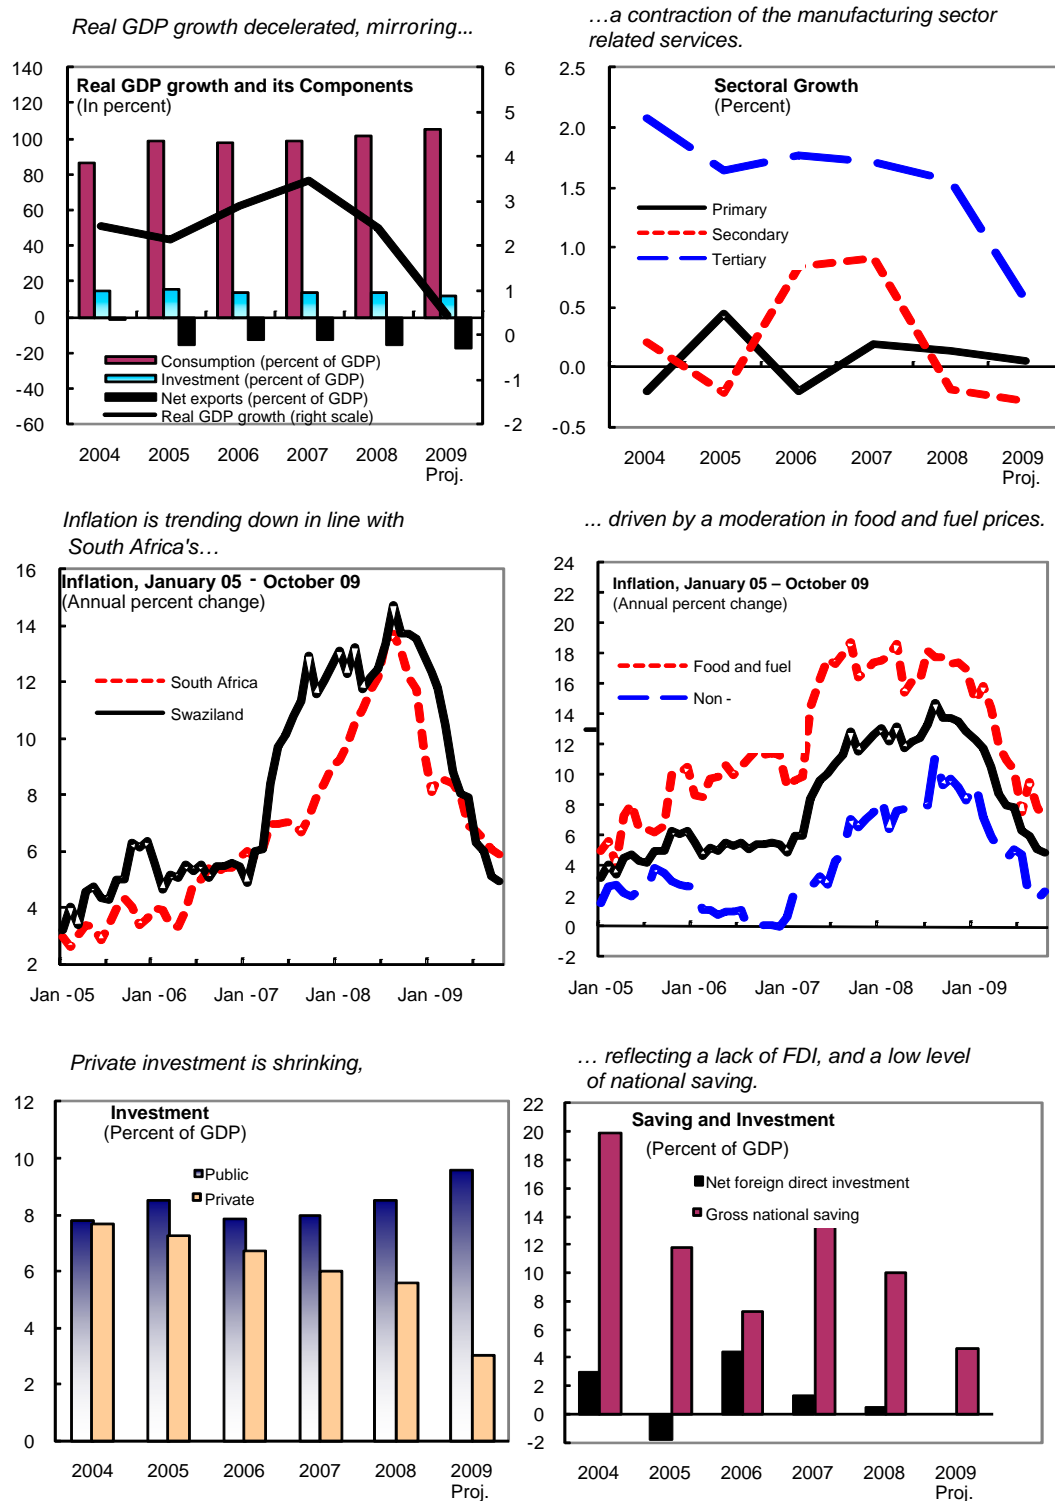 Real GDP growth decelerated, mirroring...
140
120
100
80
60
40
20
0
-20
-40
-60
Real GDP growth and its Components
(In percent)
6
5
4
3
2
1
0
-1
-2
Consumption (percent of GDP)
Investment (percent of GDP)
Net exports (percent of GDP)
Real GDP growth (right scale)
2004 2005 2006 2007 2008 2009
Proj.
…a contraction of the manufacturing sector
related services.
2.5
2.0
1.5
1.0
0.5
0.0
-0.5
Sectoral Growth
(Percent)
Primary
Secondary
Tertiary
2004 2005 2006 2007 2008 2009
Proj.
Inflation is trending down in line with
South Africa's…
16
14
12
10
8
6
4
2
Inflation, January 05 - October 09
(Annual percent change)
South Africa
Swaziland
Jan -05 Jan -06 Jan -07 Jan -08 Jan -09
... driven by a moderation in food and fuel prices.
24
22
20
18
16
14
12
10
8
6
4
2
0
-2
Inflation, January 05 – October 09
(Annual percent change)
Food and fuel
Non -
Jan -05 Jan -06 Jan -07 Jan -08 Jan -09
Private investment is shrinking,
12
10
8
6
4
2
0
Investment
(Percent of GDP)
Public
Private
2004 2005 2006 2007 2008 2009
Proj.
… reflecting a lack of FDI, and a low level
of national saving.
22
20
18
16
14
12
10
8
6
4
2
0
-2
Saving and Investment
(Percent of GDP)
Net foreign direct investment
Gross national saving
2004 2005 2006 2007 2008 2009
Proj.